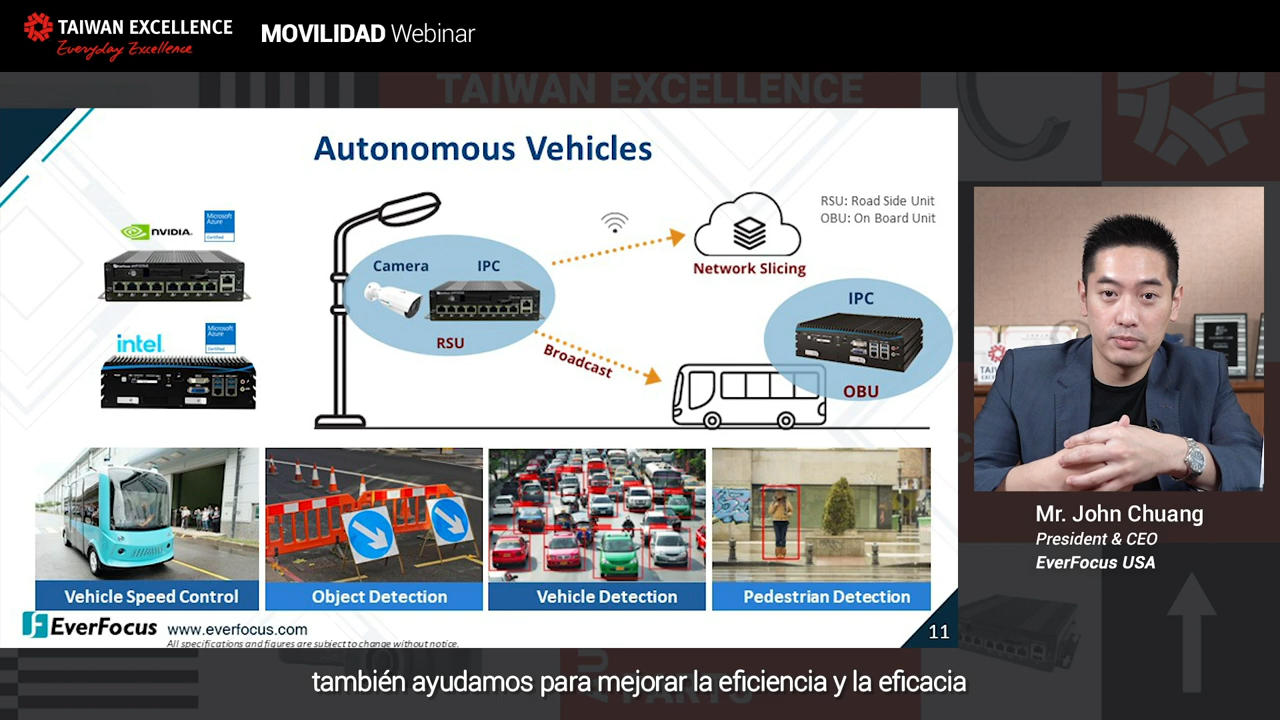 TAIWAN EXCELLENCE
Everyday Excellence
MOVILIDAD Webinar
TAIWAN EXCELLENCE
Autonomous Vehicles
RSU: Road Side Unit
OBU: On Board Unit
NVIDIA.
Microsoft Azure
Certified
Camera
IPC
RSU
Network Slicing
IPC
OBU
Broadcast
intel.
Microsoft Azure
Certified
Vehicle Speed Control
Object Detection
Vehicle Detection
Pedestrian Detection
EverFocus
www.everfocus.com
All specifications and figures are subject to change without notice.
11
Mr. John Chuang
President & CEO
EverFocus USA
también ayudamos para mejorar la eficiencia y la eficacia